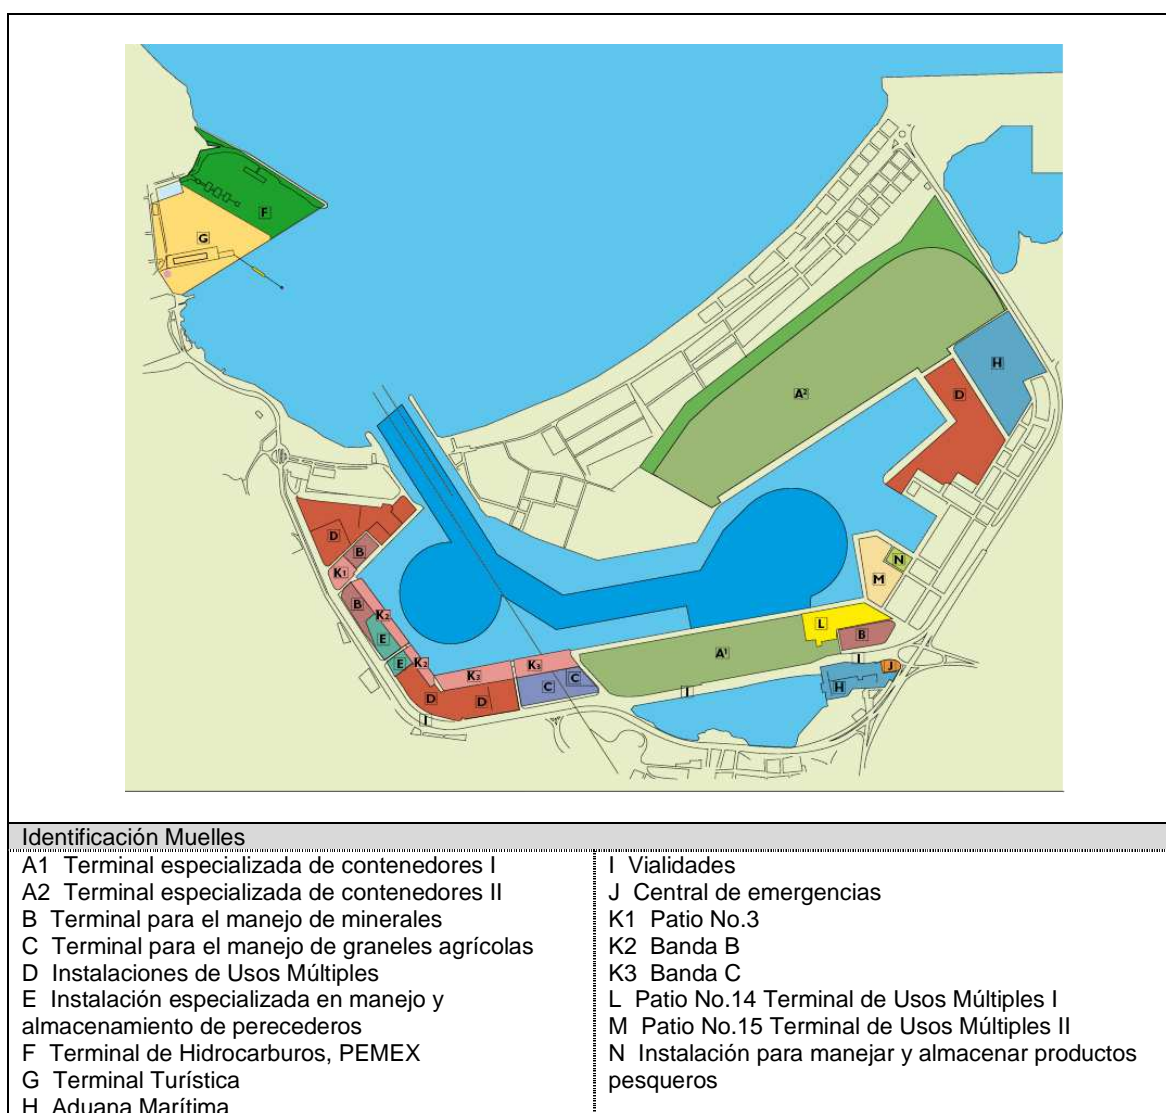 F
G
H
A²
D
D
B
N
K1
M
B
K2
L
E
B
A¹
E
K2
K3
I
K3
C
J
C
H
D
D
I
I
Identificación Muelles
A1 Terminal especializada de contenedores I
A2 Terminal especializada de contenedores II
B Terminal para el manejo de minerales
C Terminal para el manejo de graneles agrícolas
D Instalaciones de Usos Múltiples
E Instalación especializada en manejo y
almacenamiento de perecederos
F Terminal de Hidrocarburos, PEMEX
G Terminal Turística
H Aduana Marítima
I Vialidades
J Central de emergencias
K1 Patio No.3
K2 Banda B
K3 Banda C
L Patio No.14 Terminal de Usos Múltiples I
M Patio No.15 Terminal de Usos Múltiples II
N Instalación para manejar y almacenar productos
pesqueros